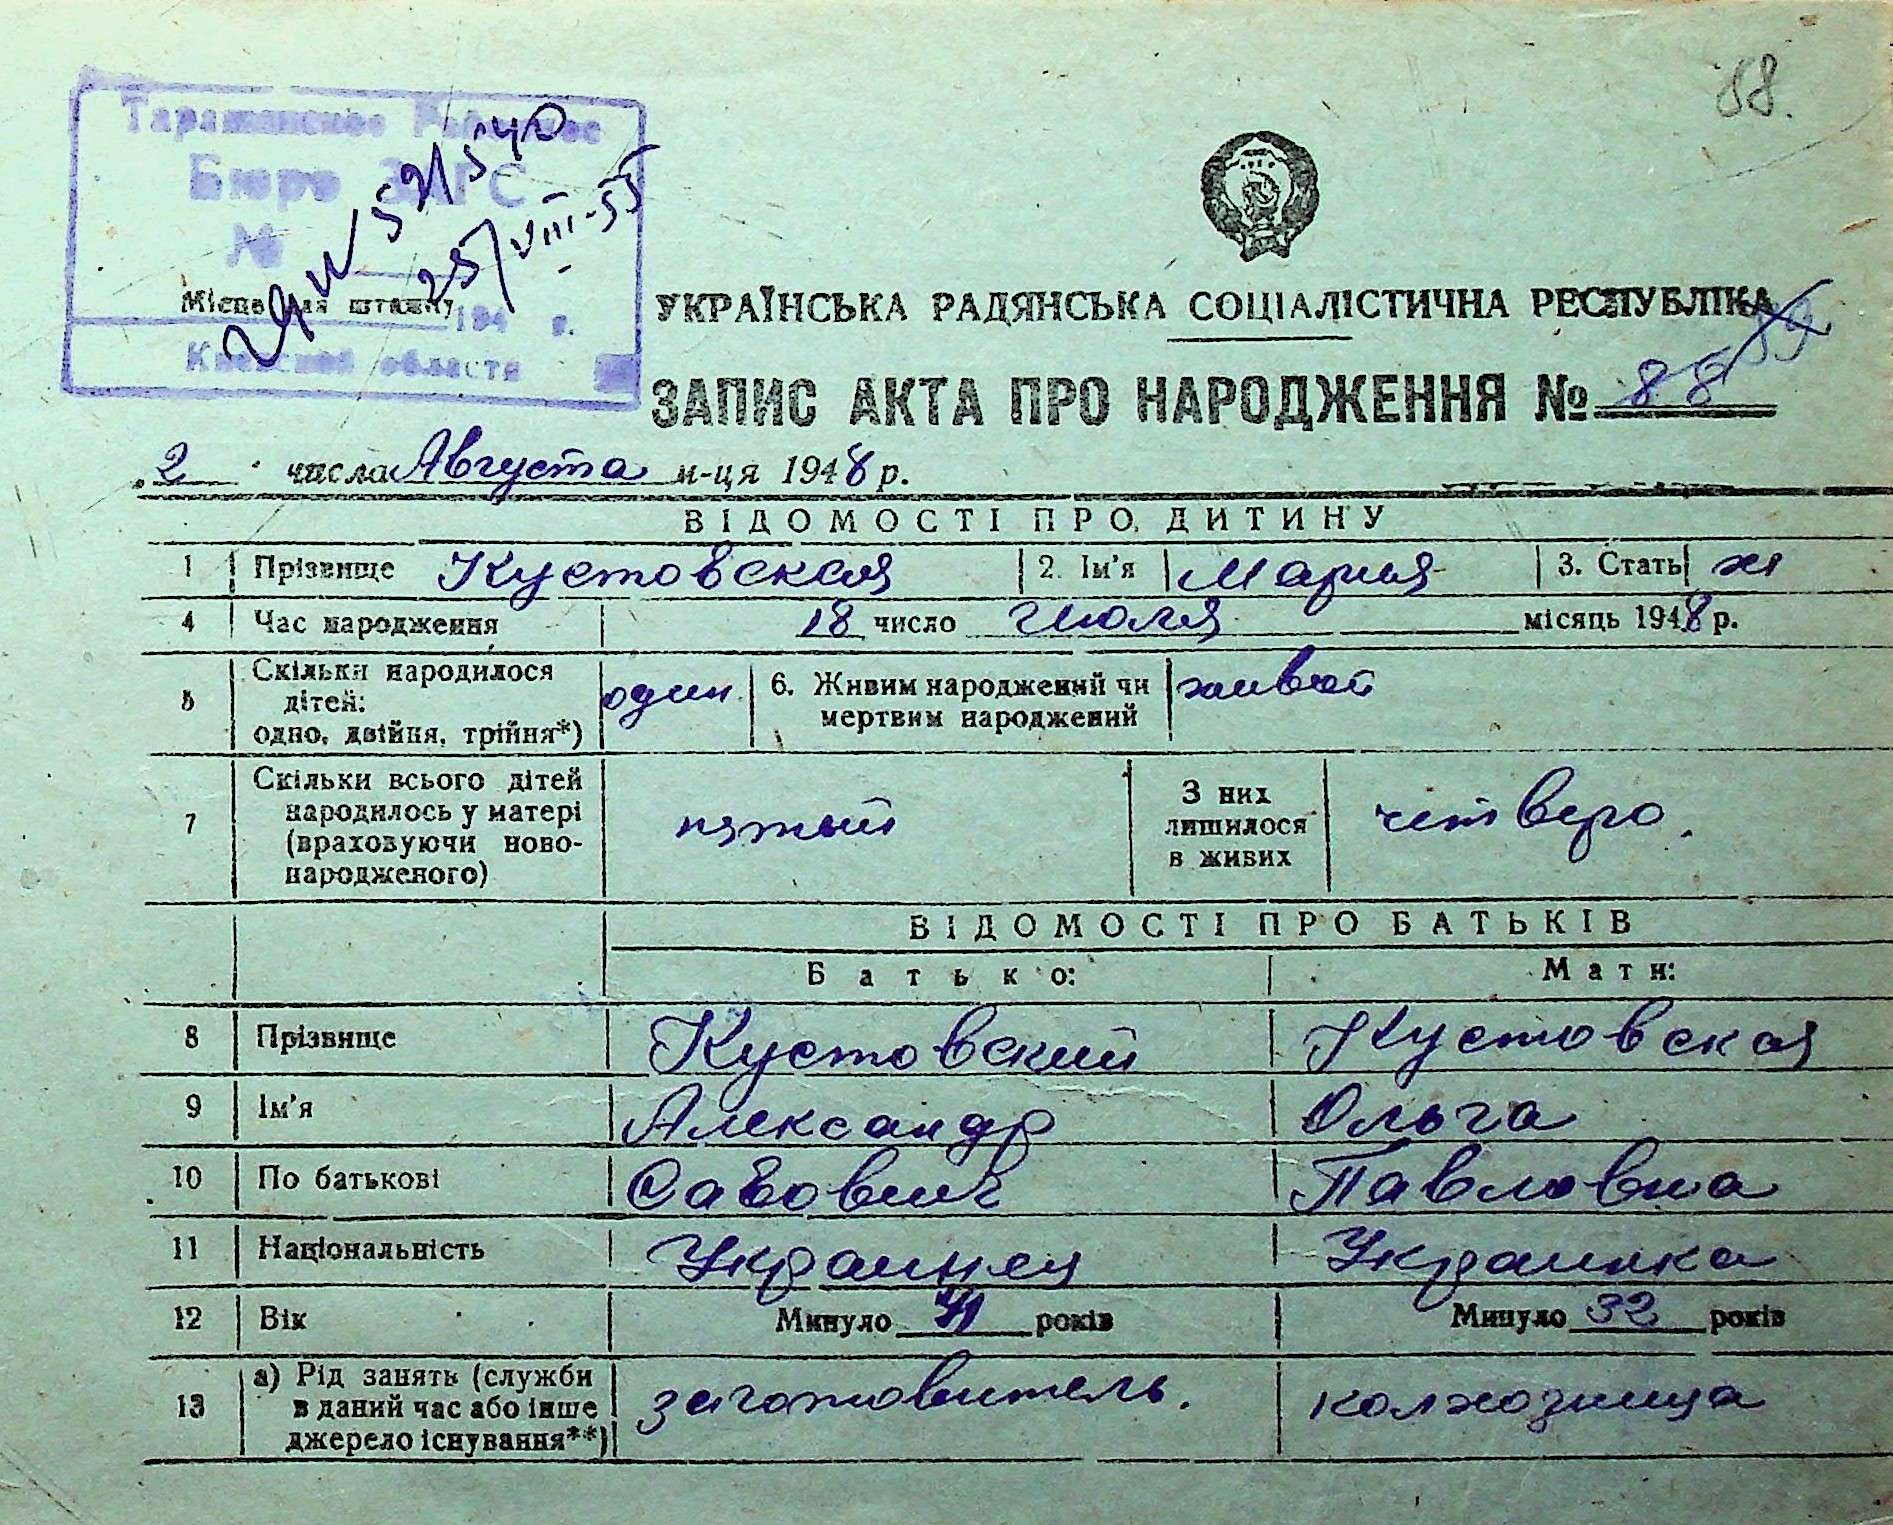 88.
Таращанское Районное
Бюро ЗАГС
№
25/VIII-55
Місце для штампу
194 г.
Киевской области
УКРАЇНСЬКА РАДЯНСЬКА СОЦІАЛІСТИЧНА РЕСПУБЛІКА
ЗАПИС АКТА ПРО НАРОДЖЕННЯ № 88
2 числа Августа м-ця 1948 р.
ВІДОМОСТІ ПРО ДИТИНУ
1 Прізвище Кустовская 2. Ім'я Мария 3. Стать ж
4 Час народження 18 число Июля місяць 1948 р.
5 Скільки народилося дітей: одно, двійня, трійня*) один 6. Живим народжений чи мертвим народжений живой
7 Скільки всього дітей народилось у матері (враховуючи ново-народженого) пятый З них лишилося в живих четверо.
ВІДОМОСТІ ПРО БАТЬКІВ
Батько: Мати:
8 Прізвище Кустовский Кустовская
9 Ім'я Александр Ольга
10 По батькові Савович Павловна
11 Національність Украинец Украинка
12 Вік Минуло років Минуло 32 років
13 а) Рід занять (служби в даний час або інше джерело існування**) заготовитель. колхозница